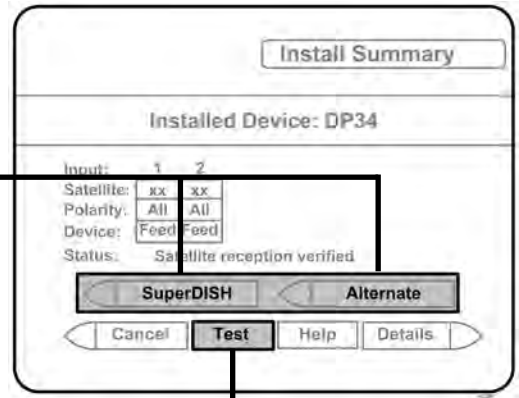 Install Summary
Installed Device: DP34
Input: 1 2
Satellite: xx xx
Polarity: All All
Device: Feed Feed
Status: Satellite reception verified
SuperDISH Alternate
Cancel Test Help Details